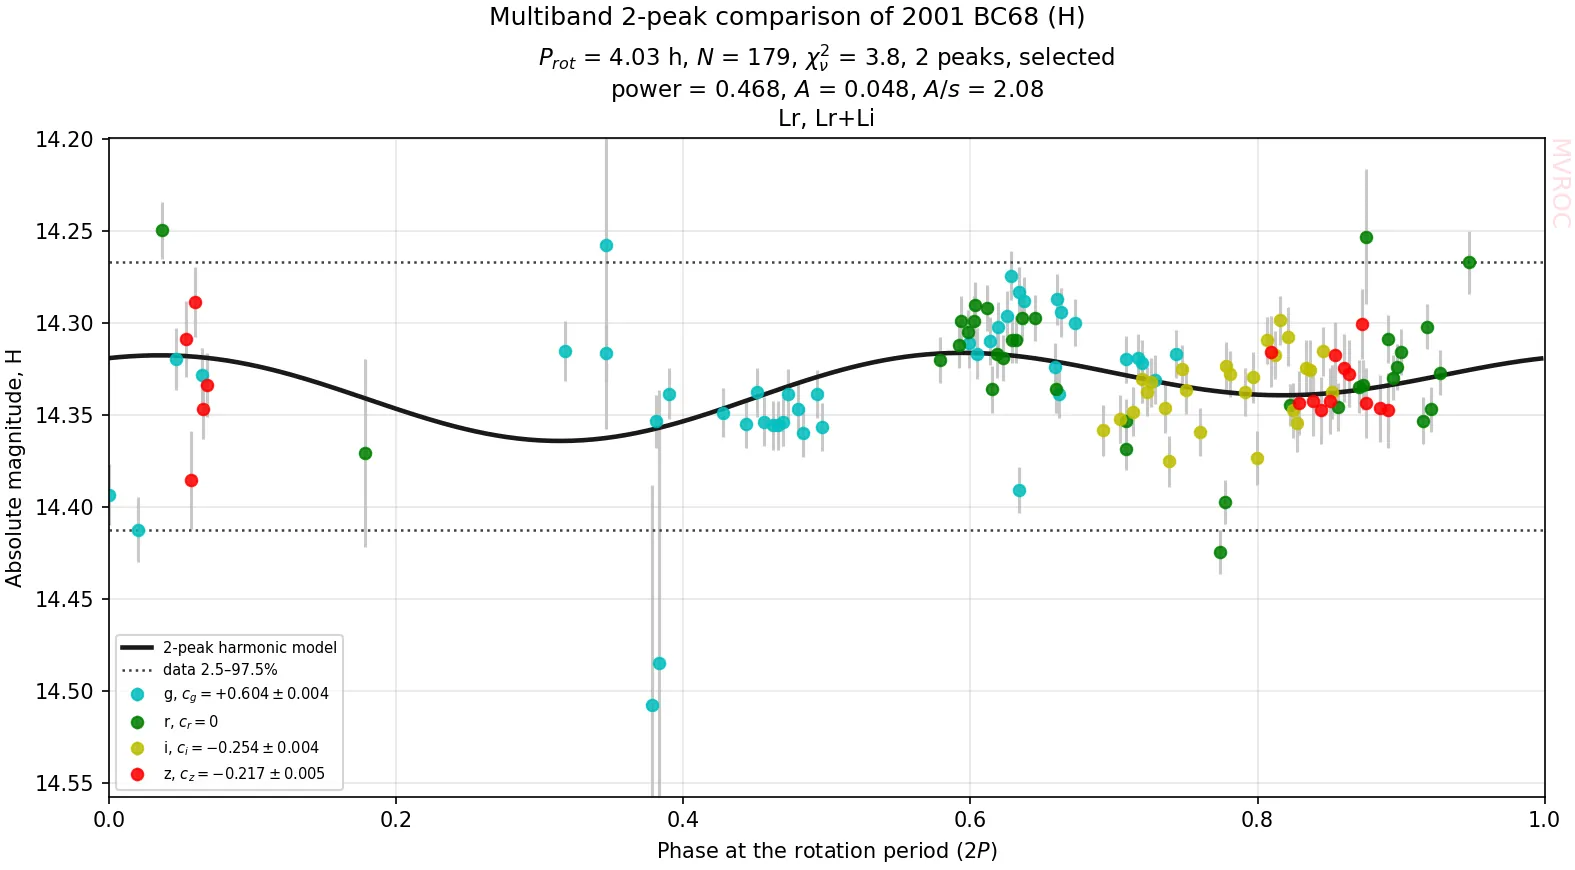 Multiband 2-peak comparison of 2001 BC68 (H)
P_rot = 4.03 h, N = 179, χ²_ν = 3.8, 2 peaks, selected
power = 0.468, A = 0.048, A/s = 2.08
Lr, Lr+Li
MVROC
Absolute magnitude, H
14.20
14.25
14.30
14.35
14.40
14.45
14.50
14.55
2-peak harmonic model
data 2.5–97.5%
g, c_g = +0.604 ± 0.004
r, c_r = 0
i, c_i = −0.254 ± 0.004
z, c_z = −0.217 ± 0.005
0.0 0.2 0.4 0.6 0.8 1.0
Phase at the rotation period (2P)